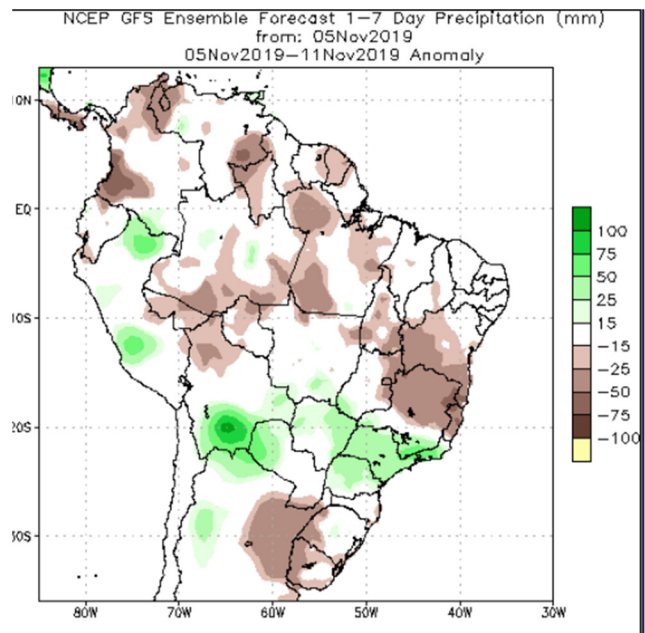 NCEP GFS Ensemble Forecast 1–7 Day Precipitation (mm)
from: 05Nov2019
05Nov2019–11Nov2019 Anomaly
10N
EQ
10S
20S
30S
80W
70W
60W
50W
40W
30W
100
75
50
25
15
−15
−25
−50
−75
−100